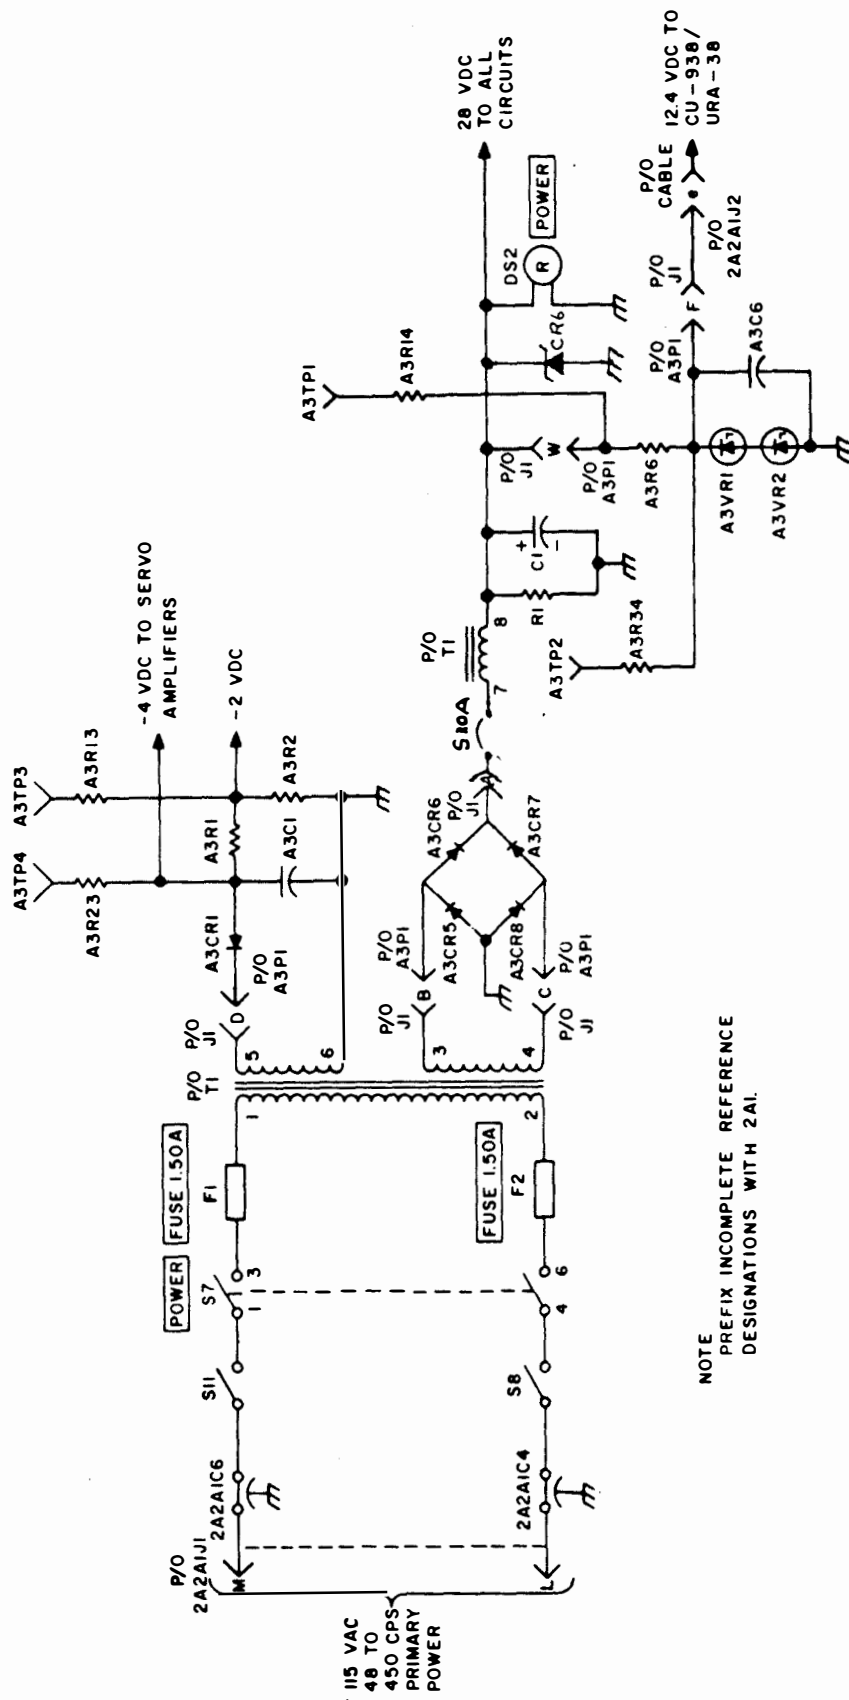 115 VAC
48 TO
450 CPS
PRIMARY
POWER
P/O
2A2A1J1
M
L
2A2A1C6
2A2A1C4
S11
S8
POWER
S7
1
3
4
6
FUSE 1.50A
F1
FUSE 1.50A
F2
P/O
T1
1
2
5
6
3
4
P/O
J1
D
P/O
A3P1
A3CR1
A3R23
A3TP4
A3TP3
A3R13
A3R1
A3C1
A3R2
-4 VDC TO SERVO
AMPLIFIERS
-2 VDC
P/O
J1
B
P/O
A3P1
P/O
J1
C
P/O
A3P1
A3CR5
A3CR6
A3CR8
A3CR7
P/O
J1
A
S10A
P/O
T1
7
8
R1
C1
+
-
A3TP2
A3R34
P/O
J1
W
P/O
A3P1
A3R6
A3TP1
A3R14
CR6
DS2
R
POWER
28 VDC
TO ALL
CIRCUITS
A3VR1
A3VR2
A3C6
P/O
A3P1
F
P/O
J1
P/O
2A2A1J2
e
P/O
CABLE
12.4 VDC TO
CU-938/
URA-38
NOTE
PREFIX INCOMPLETE REFERENCE
DESIGNATIONS WITH 2A1.